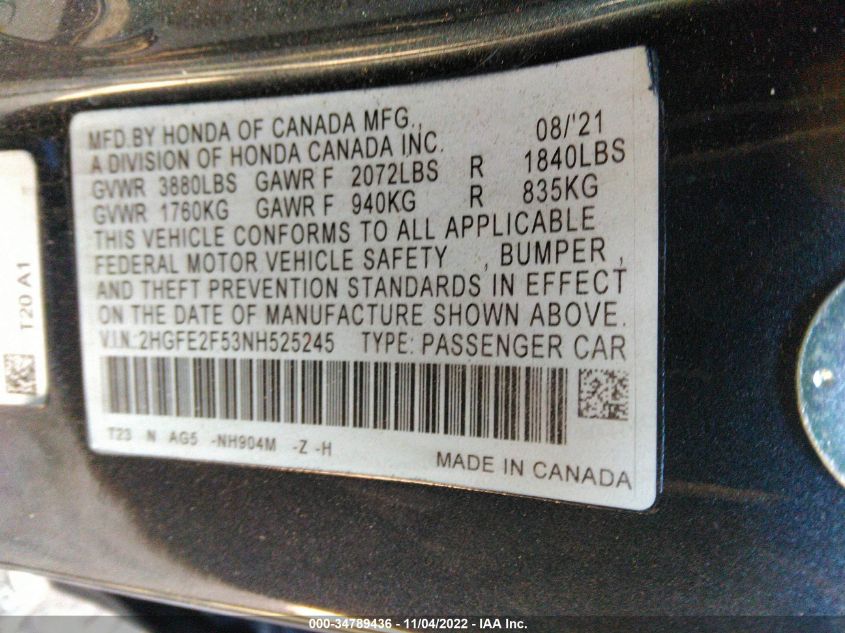 MFD.BY HONDA OF CANADA MFG., 08/'21
A DIVISION OF HONDA CANADA INC.
GVWR 3880LBS GAWR F 2072LBS R 1840LBS
GVWR 1760KG GAWR F 940KG R 835KG
THIS VEHICLE CONFORMS TO ALL APPLICABLE
FEDERAL MOTOR VEHICLE SAFETY , BUMPER ,
AND THEFT PREVENTION STANDARDS IN EFFECT
ON THE DATE OF MANUFACTURE SHOWN ABOVE.
V.I.N.:2HGFE2F53NH525245 TYPE: PASSENGER CAR
T23 N AG5 -NH904M -Z -H
MADE IN CANADA
T20 A1
000-34789436 - 11/04/2022 - IAA Inc.